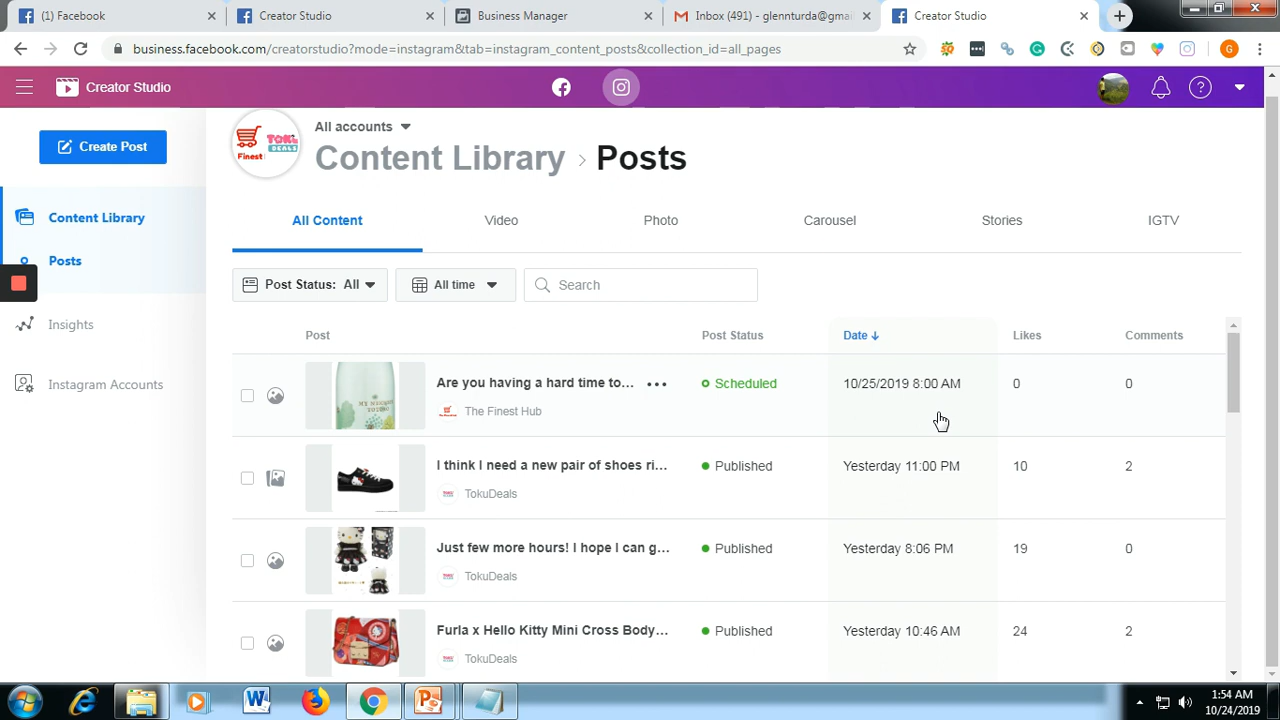 (1) Facebook
Creator Studio
Business Manager
Inbox (491) - glennturda@gmai
Creator Studio
business.facebook.com/creatorstudio?mode=instagram&tab=instagram_content_posts&collection_id=all_pages
G
Creator Studio
Create Post
Content Library
Posts
Insights
Instagram Accounts
Finest
TOKU DEALS
All accounts
Content Library › Posts
All Content Video Photo Carousel Stories IGTV
Post Status: All All time Search
Post Post Status Date ↓ Likes Comments
Are you having a hard time to... ••• Scheduled 10/25/2019 8:00 AM 0 0
The Finest Hub
I think I need a new pair of shoes ri... Published Yesterday 11:00 PM 10 2
TokuDeals
Just few more hours! I hope I can g... Published Yesterday 8:06 PM 19 0
TokuDeals
Furla x Hello Kitty Mini Cross Body... Published Yesterday 10:46 AM 24 2
TokuDeals
1:54 AM
10/24/2019